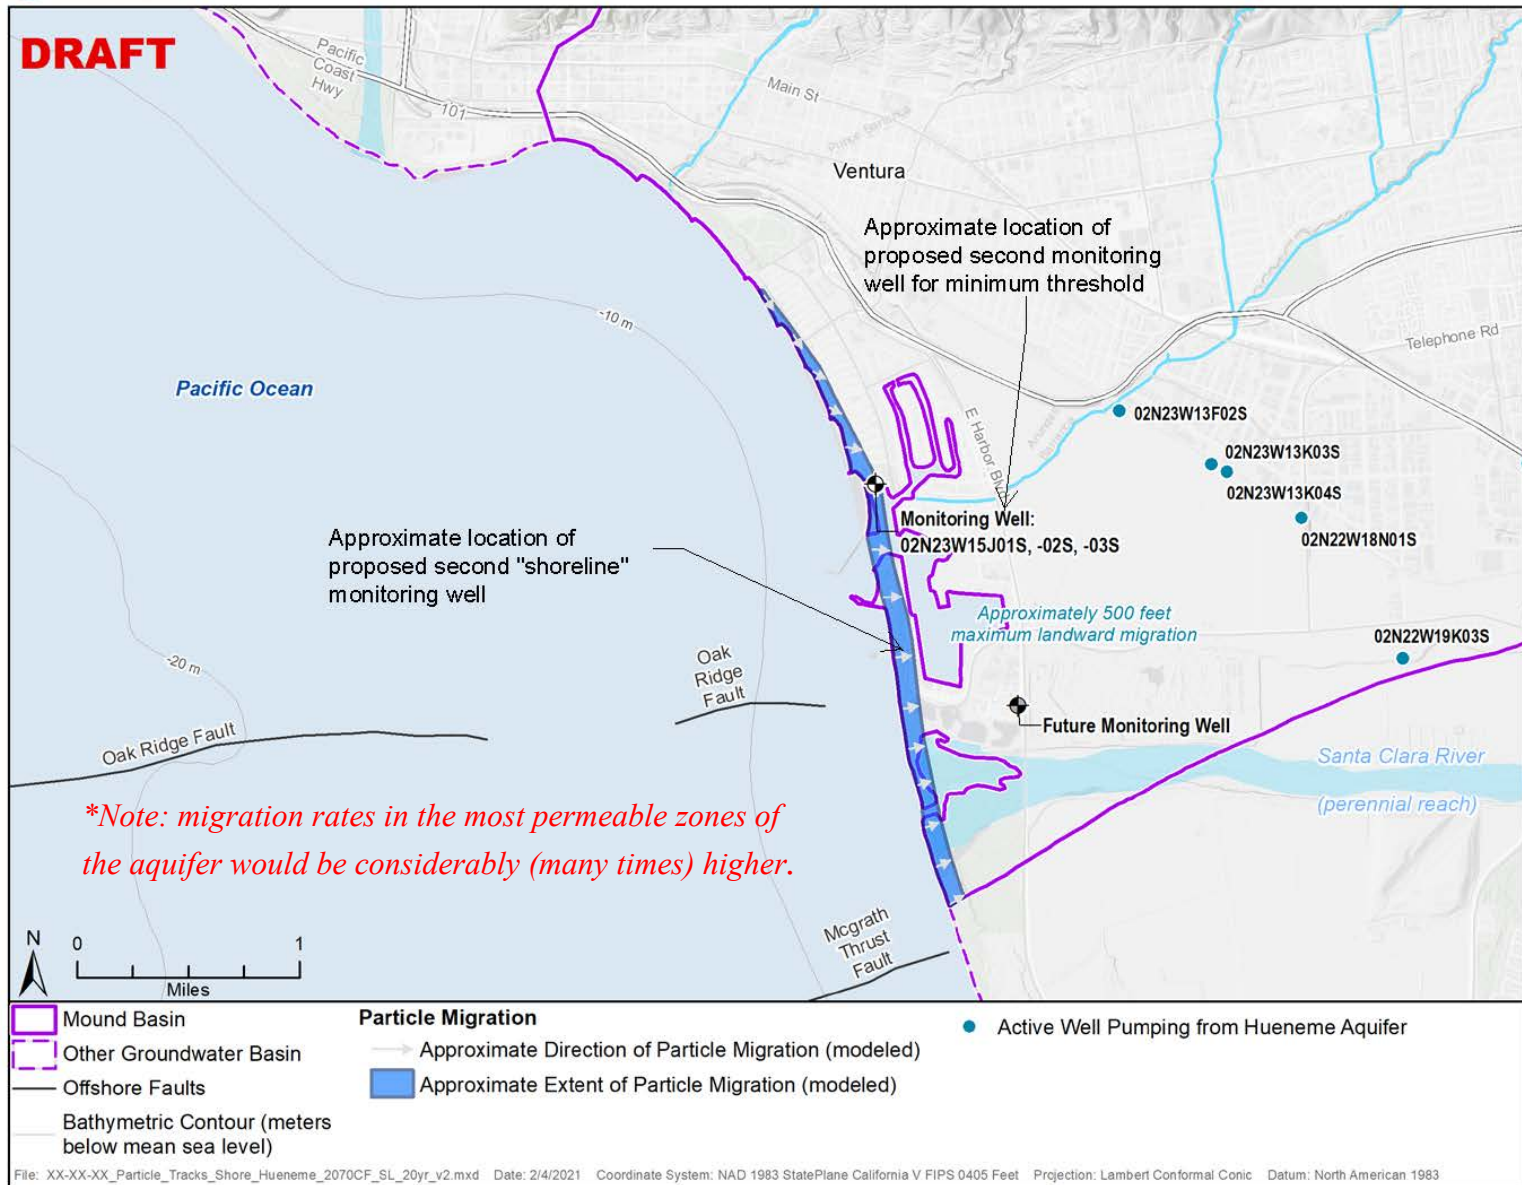 DRAFT
Pacific
Coast
Hwy
101
Main St
Ventura
Approximate location of
proposed second monitoring
well for minimum threshold
-10 m
Telephone Rd
Pacific Ocean
E Harbor Blvd
02N23W13F02S
02N23W13K03S
02N23W13K04S
02N22W18N01S
Monitoring Well:
02N23W15J01S, -02S, -03S
Approximate location of
proposed second "shoreline"
monitoring well
Approximately 500 feet
maximum landward migration
02N22W19K03S
-20 m
Oak
Ridge
Fault
Future Monitoring Well
Oak Ridge Fault
Santa Clara River
(perennial reach)
*Note: migration rates in the most permeable zones of
the aquifer would be considerably (many times) higher.
Mcgrath
Thrust
Fault
N
0 1
Miles
Mound Basin
Other Groundwater Basin
Offshore Faults
Bathymetric Contour (meters
below mean sea level)
Particle Migration
Approximate Direction of Particle Migration (modeled)
Approximate Extent of Particle Migration (modeled)
Active Well Pumping from Hueneme Aquifer
File: XX-XX-XX_Particle_Tracks_Shore_Hueneme_2070CF_SL_20yr_v2.mxd Date: 2/4/2021 Coordinate System: NAD 1983 StatePlane California V FIPS 0405 Feet Projection: Lambert Conformal Conic Datum: North American 1983